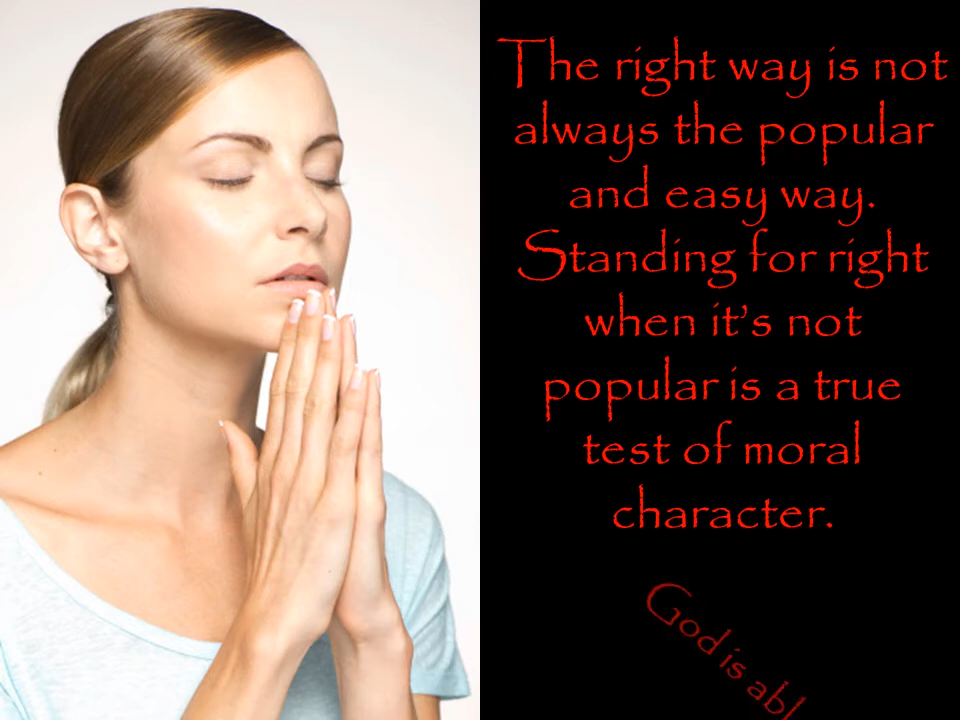 The right way is not
always the popular
and easy way.
Standing for right
when it's not
popular is a true
test of moral
character.
God is abl